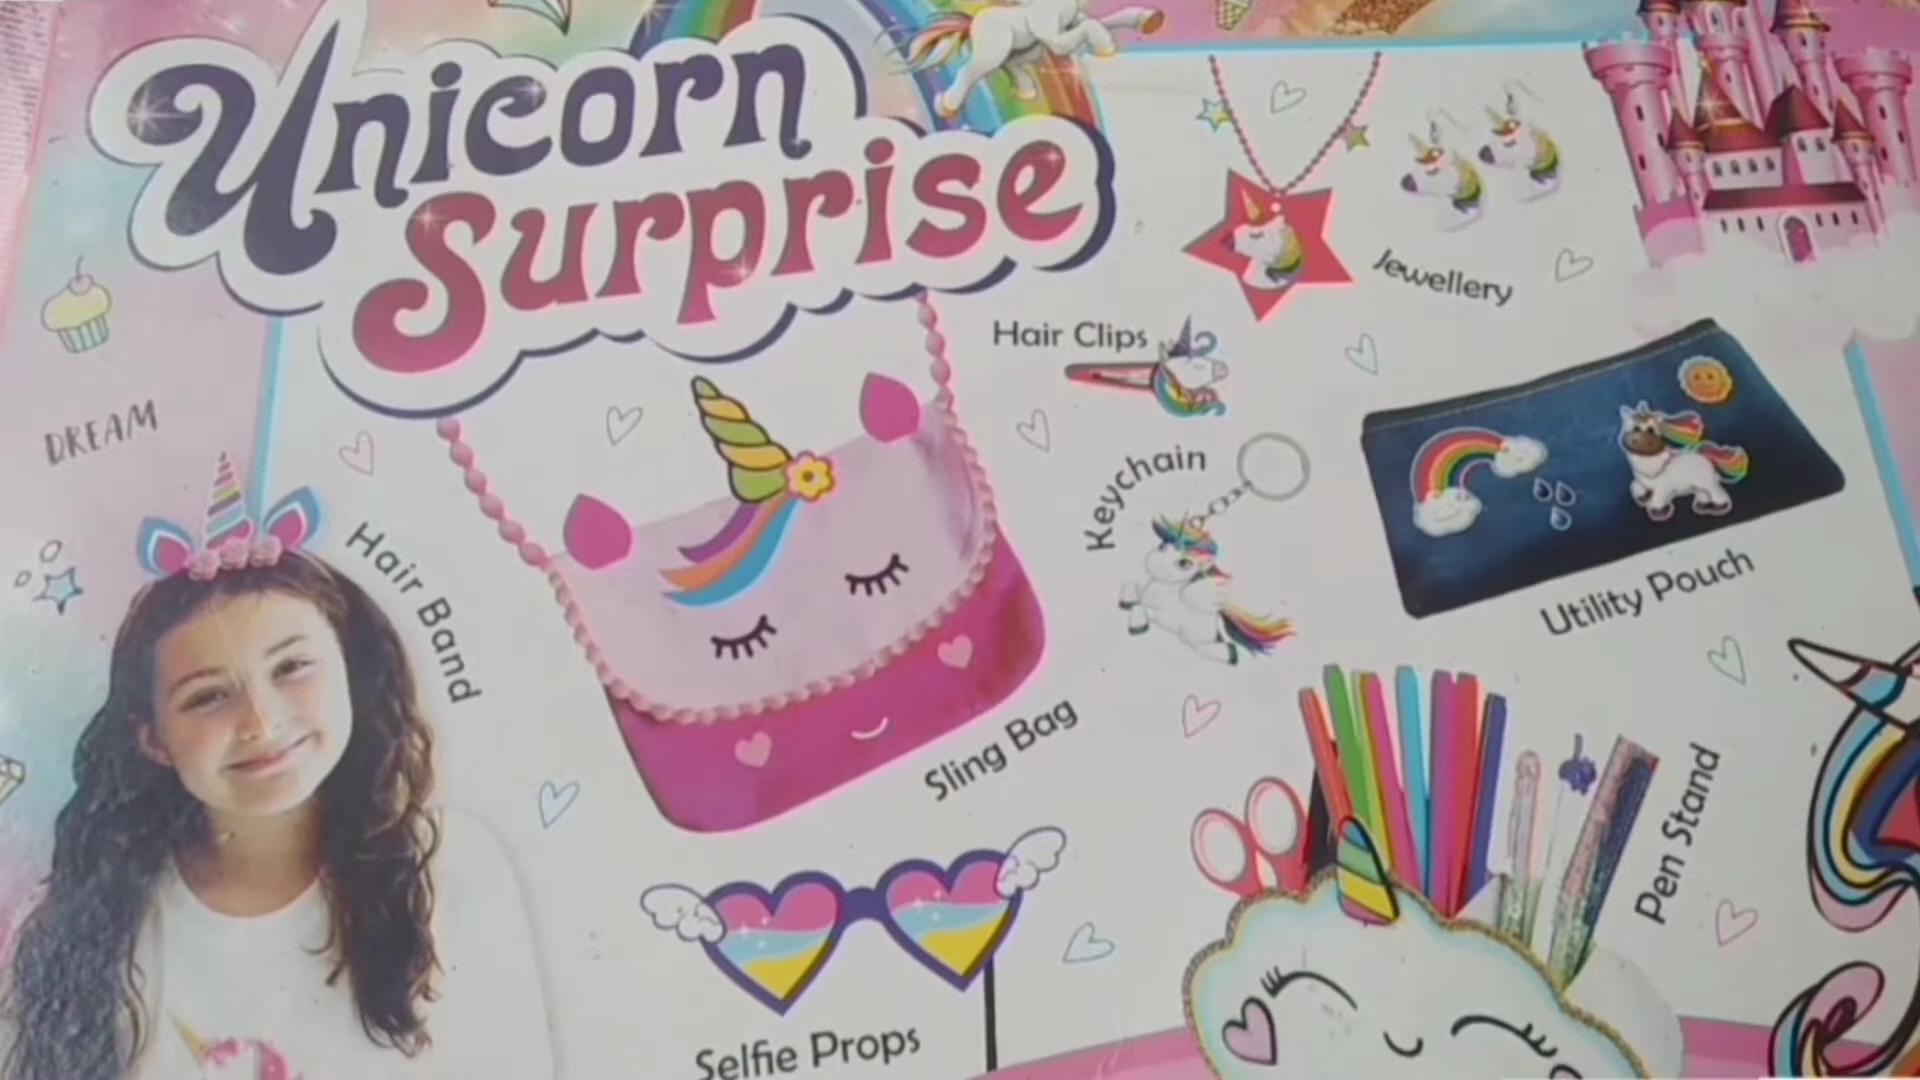 Unicorn
Surprise
Jewellery
Hair Clips
DREAM
Keychain
Hair Band
Utility Pouch
Sling Bag
Pen Stand
Selfie Props